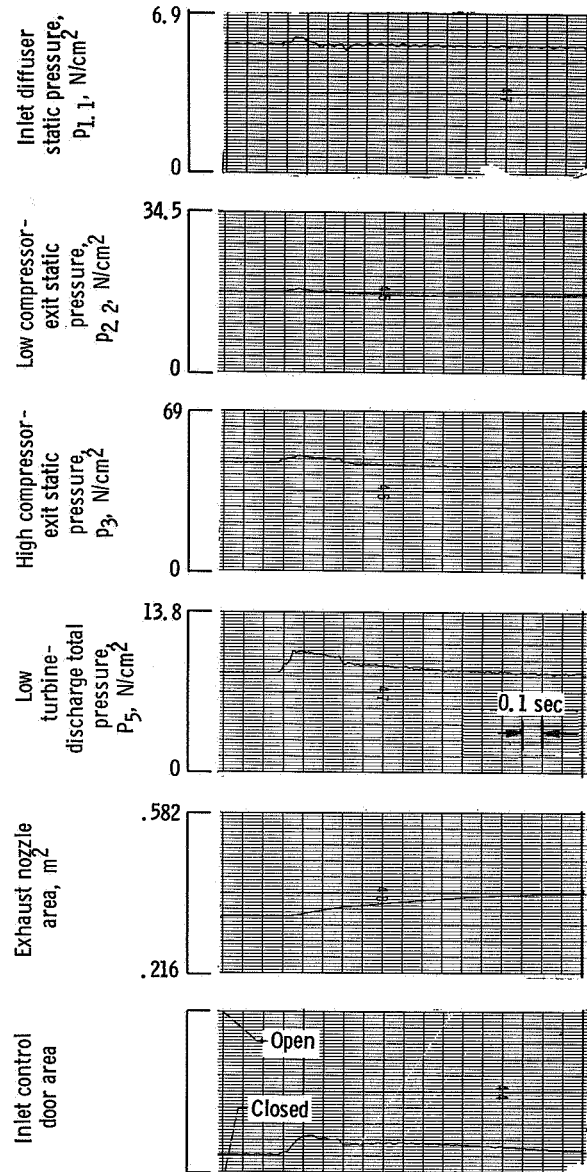 6.9
Inlet diffuser
static pressure,
P1.1, N/cm2
0
34.5
Low compressor-
exit static
pressure,
p2.2, N/cm2
0
69
High compressor-
exit static
pressure,
p3, N/cm2
0
13.8
Low
turbine-
discharge total
pressure,
P5, N/cm2
0.1 sec
0
.582
Exhaust nozzle
area, m2
.216
Inlet control
door area
Open
Closed